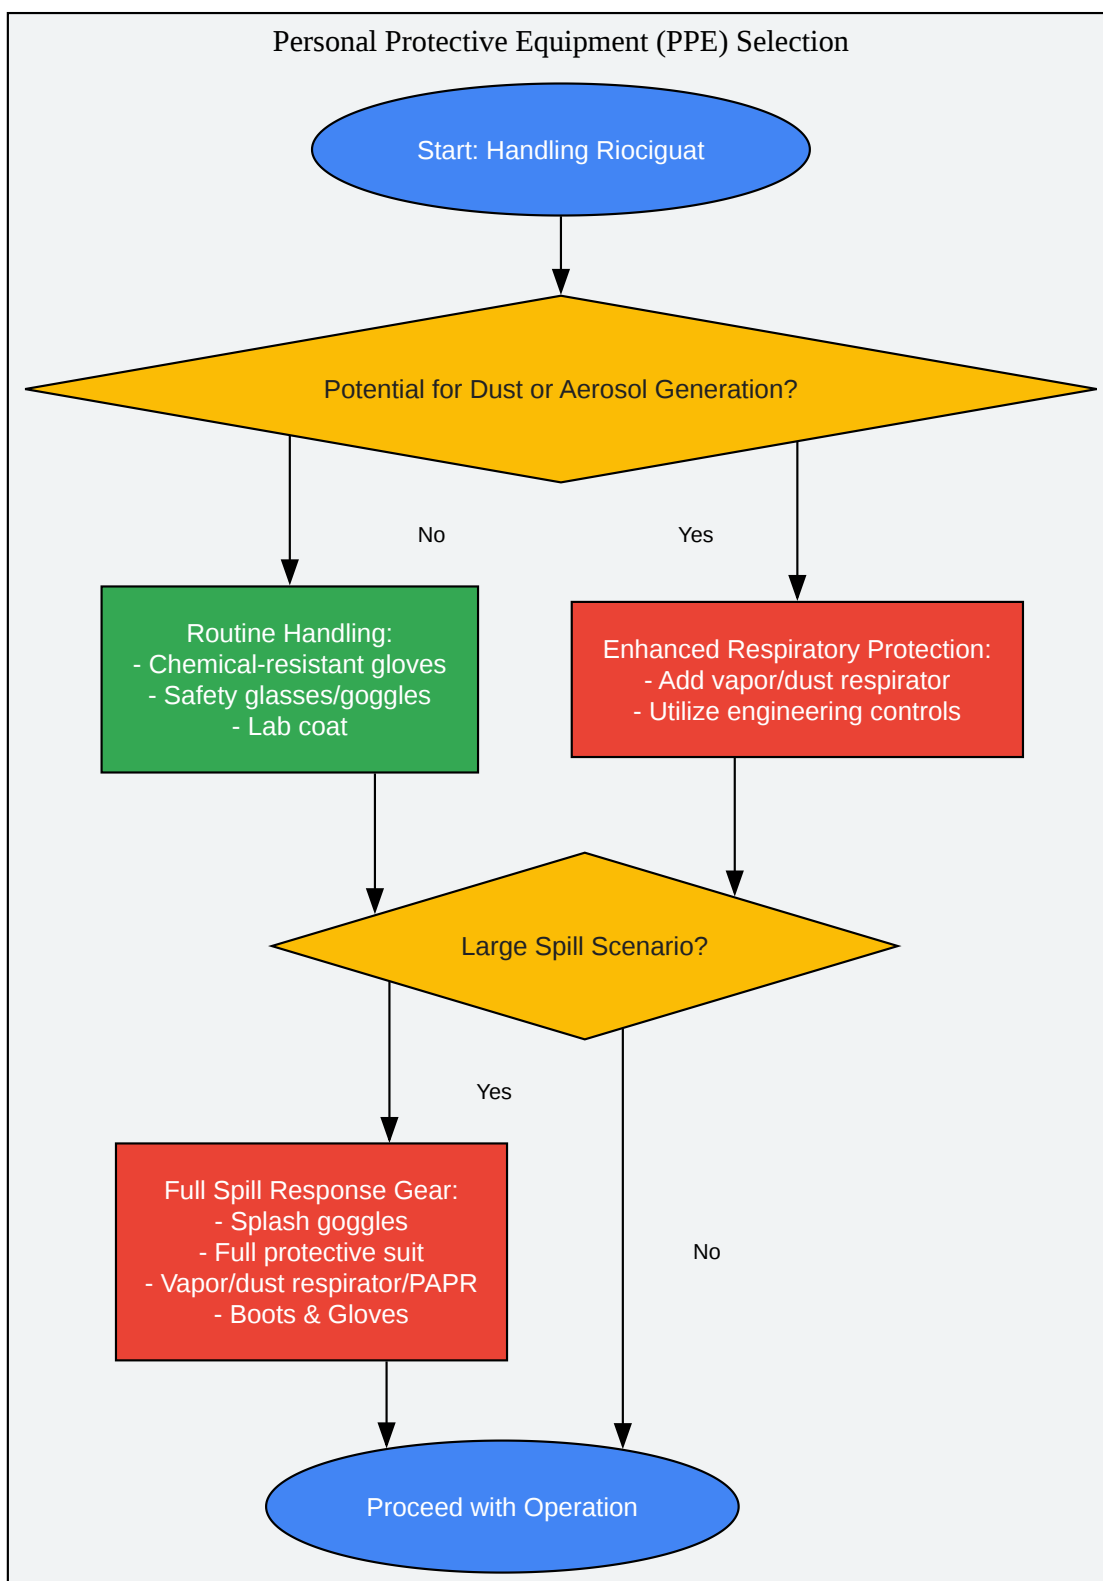 Personal Protective Equipment (PPE) Selection
Start: Handling Riociguat
Potential for Dust or Aerosol Generation?
No
Yes
Routine Handling:
- Chemical-resistant gloves
- Safety glasses/goggles
- Lab coat
Enhanced Respiratory Protection:
- Add vapor/dust respirator
- Utilize engineering controls
Large Spill Scenario?
Yes
Full Spill Response Gear:
- Splash goggles
- Full protective suit
- Vapor/dust respirator/PAPR
- Boots & Gloves
No
Proceed with Operation